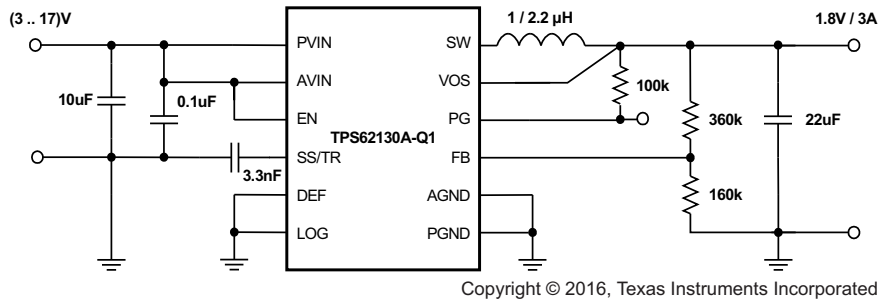 (3 .. 17)V
1 / 2.2 µH
1.8V / 3A
PVIN
SW
AVIN
VOS
10uF
0.1uF
100k
EN
PG
360k
22uF
TPS62130A-Q1
SS/TR
FB
3.3nF
DEF
AGND
160k
LOG
PGND
Copyright © 2016, Texas Instruments Incorporated